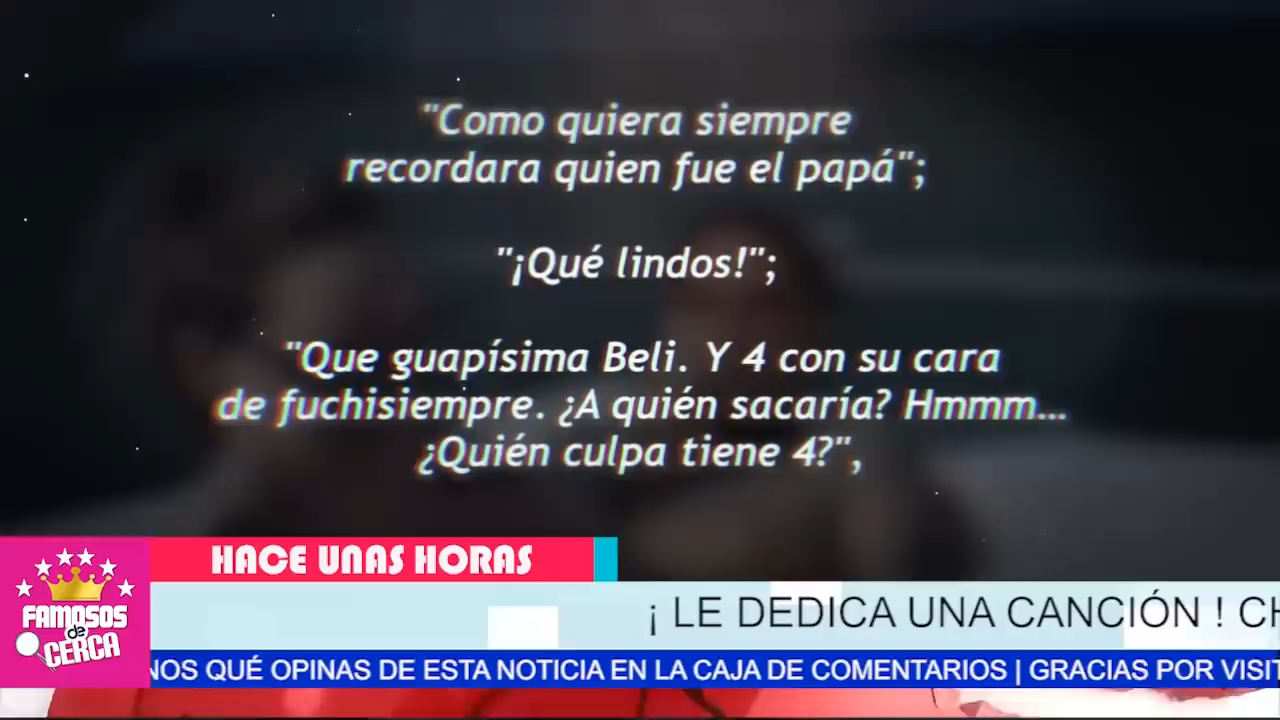 "Como quiera siempre
recordara quien fue el papá";
"¡Qué lindos!";
"Que guapísima Beli. Y 4 con su cara
de fuchisiempre. ¿A quién sacaría? Hmmm...
¿Quién culpa tiene 4?",
HACE UNAS HORAS
FAMOSOS
de
CERCA
¡ LE DEDICA UNA CANCIÓN ! CH
NOS QUÉ OPINAS DE ESTA NOTICIA EN LA CAJA DE COMENTARIOS | GRACIAS POR VISIT